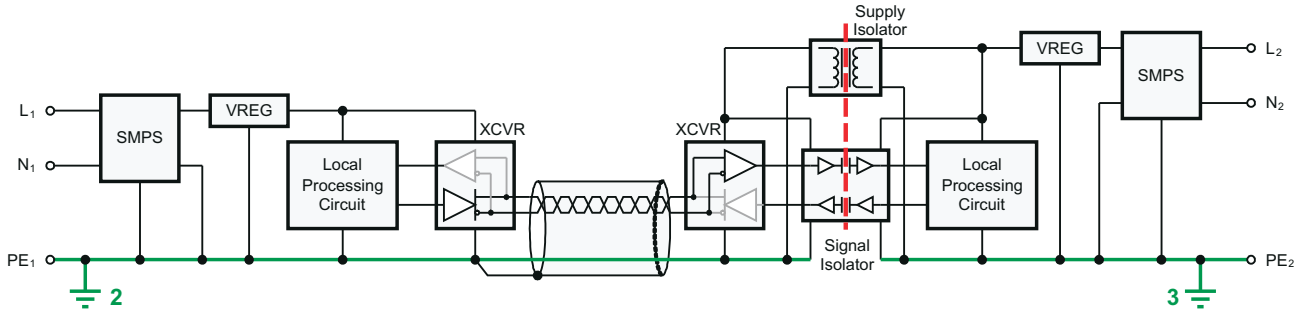 Supply
Isolator
L₂
VREG
SMPS
N₂
L₁
VREG
XCVR
XCVR
SMPS
N₁
Local
Processing
Circuit
Local
Processing
Circuit
Signal
Isolator
PE₁
PE₂
2
3